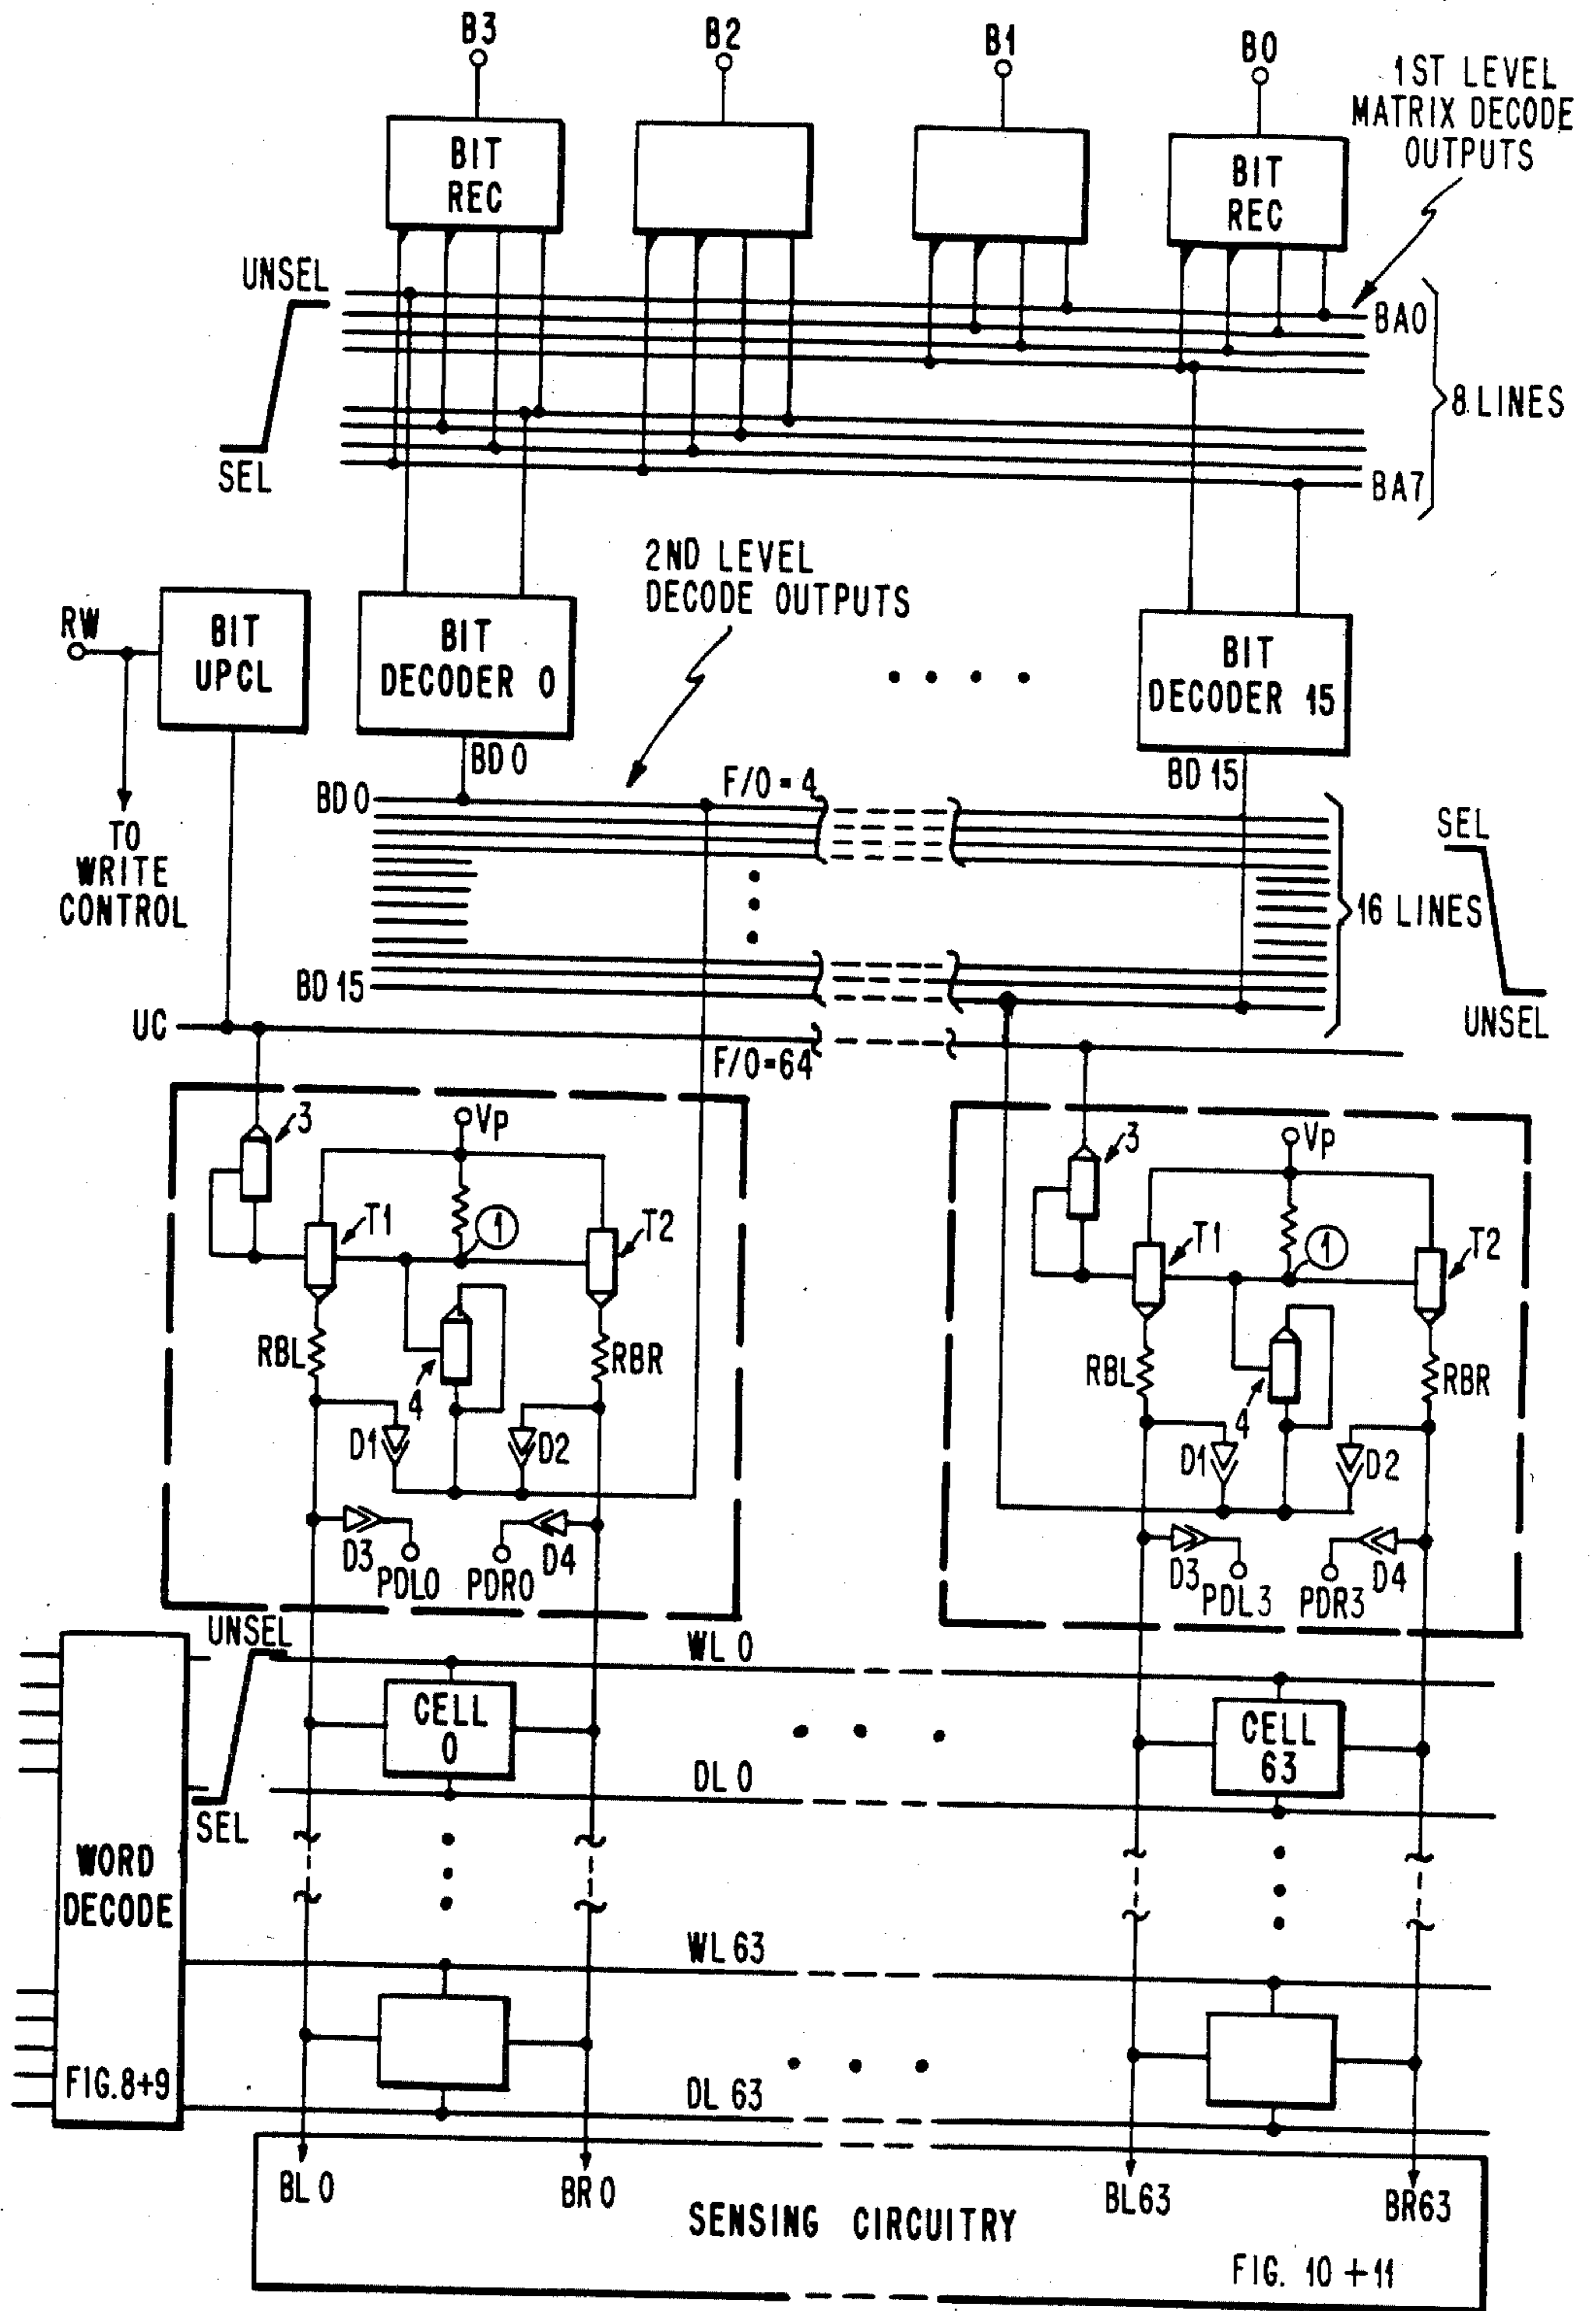 B3
B2
B1
B0
1ST LEVEL
MATRIX DECODE
OUTPUTS
BIT
REC
BIT
REC
UNSEL
SEL
BA0
8 LINES
BA7
2ND LEVEL
DECODE OUTPUTS
RW
BIT
UPCL
BIT
DECODER 0
BIT
DECODER 15
TO
WRITE
CONTROL
BD 0
BD 15
BD 0
F/O = 4
SEL
16 LINES
UNSEL
BD 15
UC
F/O=64
3
Vp
T1
1
T2
RBL
4
RBR
D1
D2
D3
D4
PDL0
PDR0
3
Vp
T1
1
T2
RBL
4
RBR
D1
D2
D3
D4
PDL3
PDR3
UNSEL
SEL
WL 0
CELL
0
CELL
63
DL 0
WORD
DECODE
FIG.8+9
WL 63
DL 63
BL 0
BR 0
BL63
BR63
SENSING CIRCUITRY
FIG. 10 + 11